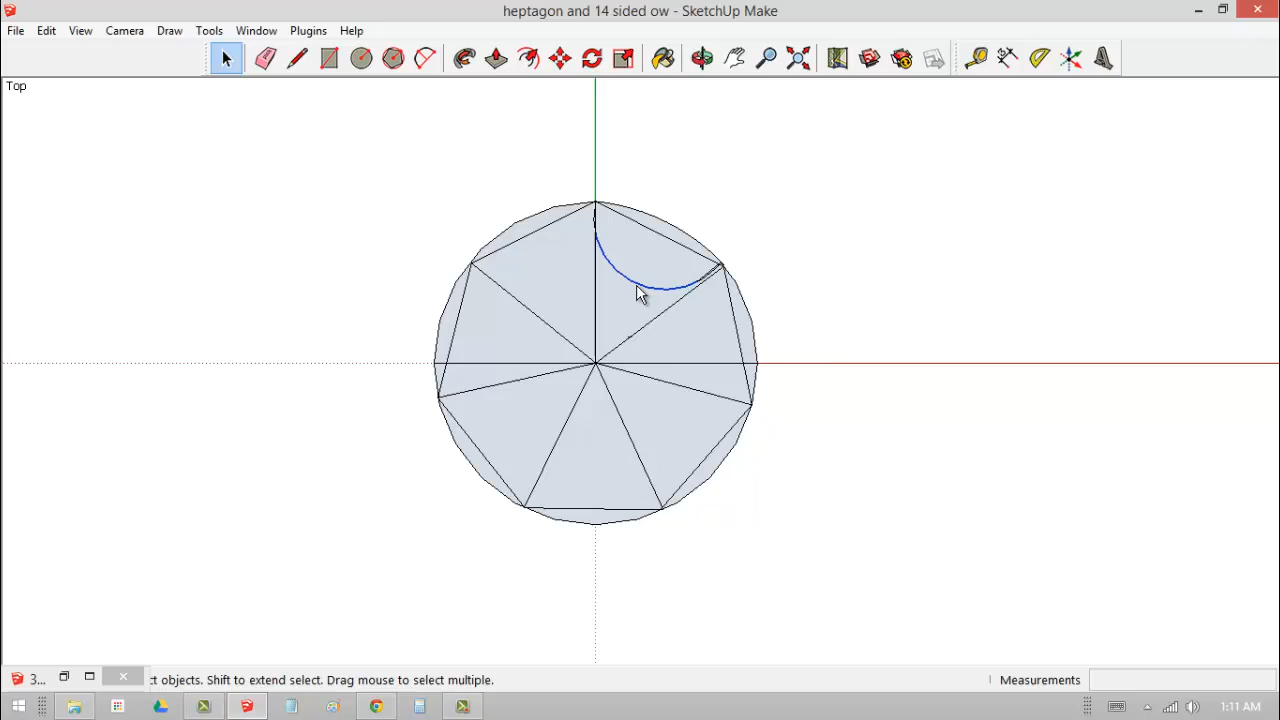 heptagon and 14 sided ow - SketchUp Make
File Edit View Camera Draw Tools Window Plugins Help
Top
3... ct objects. Shift to extend select. Drag mouse to select multiple. Measurements
1:11 AM